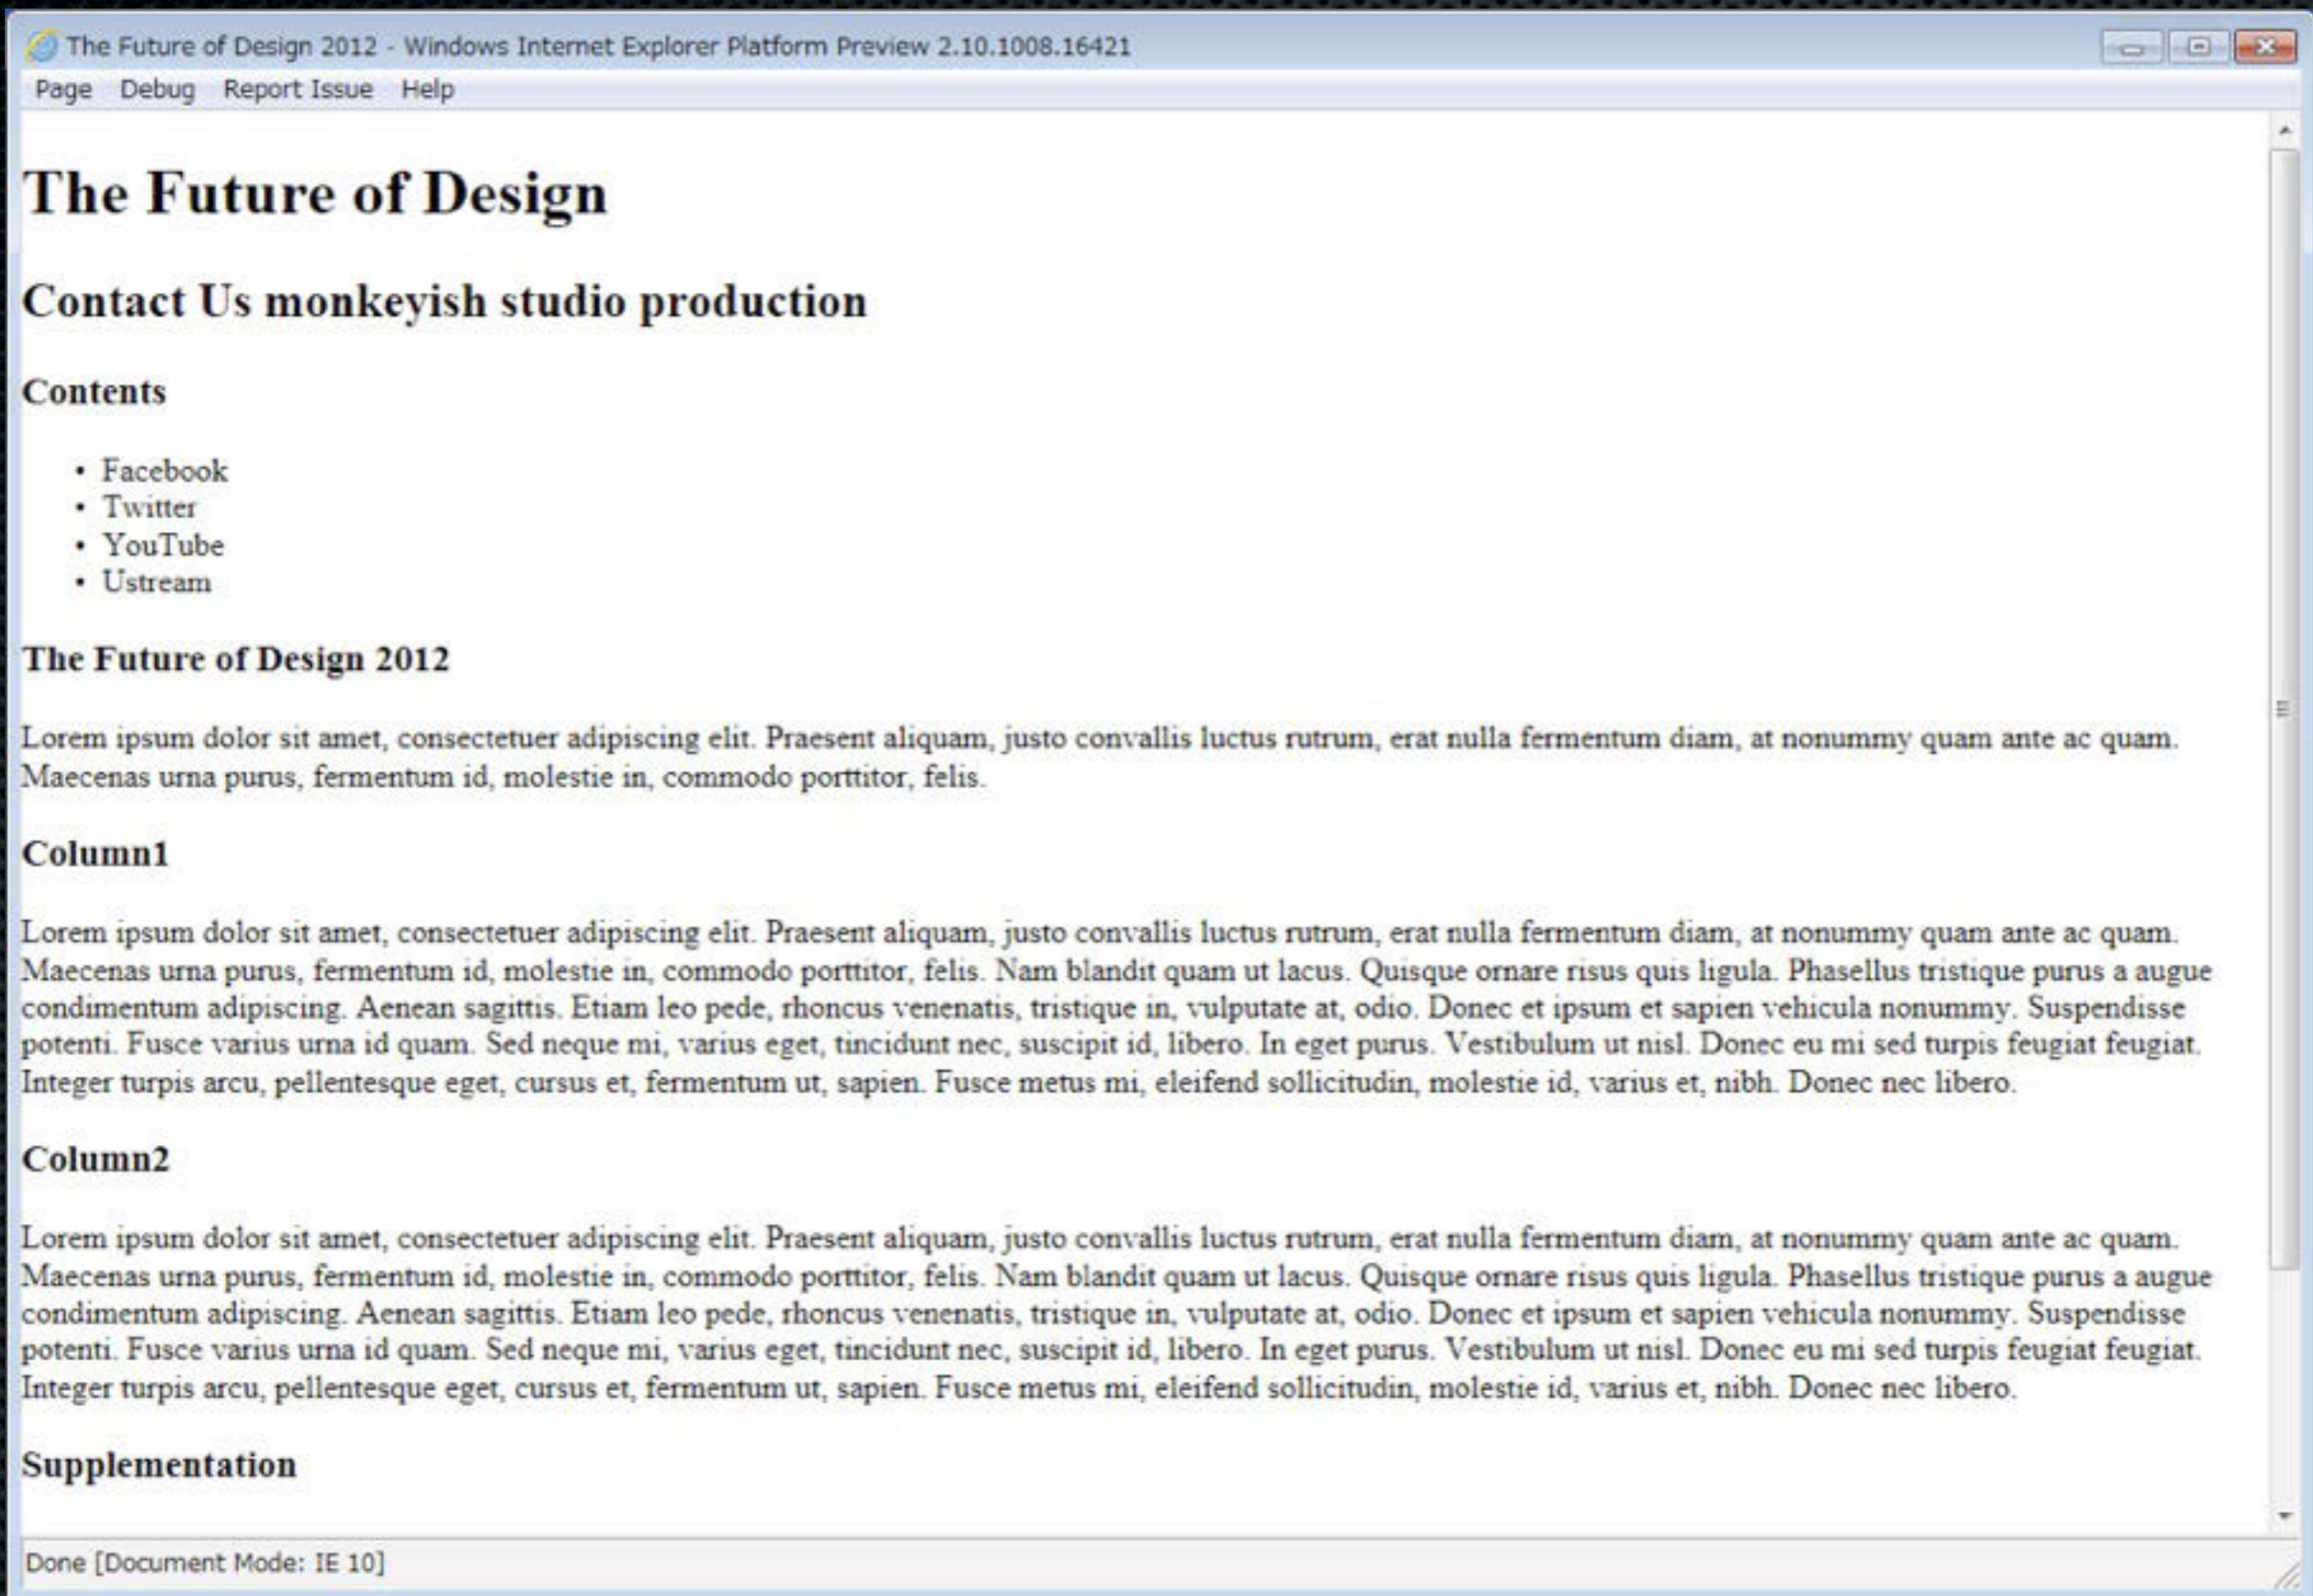 The Future of Design 2012 - Windows Internet Explorer Platform Preview 2.10.1008.16421
Page Debug Report Issue Help
The Future of Design
Contact Us monkeyish studio production
Contents
• Facebook
• Twitter
• YouTube
• Ustream
The Future of Design 2012
Lorem ipsum dolor sit amet, consectetuer adipiscing elit. Praesent aliquam, justo convallis luctus rutrum, erat nulla fermentum diam, at nonummy quam ante ac quam.
Maecenas urna purus, fermentum id, molestie in, commodo porttitor, felis.
Column1
Lorem ipsum dolor sit amet, consectetuer adipiscing elit. Praesent aliquam, justo convallis luctus rutrum, erat nulla fermentum diam, at nonummy quam ante ac quam.
Maecenas urna purus, fermentum id, molestie in, commodo porttitor, felis. Nam blandit quam ut lacus. Quisque ornare risus quis ligula. Phasellus tristique purus a augue
condimentum adipiscing. Aenean sagittis. Etiam leo pede, rhoncus venenatis, tristique in, vulputate at, odio. Donec et ipsum et sapien vehicula nonummy. Suspendisse
potenti. Fusce varius urna id quam. Sed neque mi, varius eget, tincidunt nec, suscipit id, libero. In eget purus. Vestibulum ut nisl. Donec eu mi sed turpis feugiat feugiat.
Integer turpis arcu, pellentesque eget, cursus et, fermentum ut, sapien. Fusce metus mi, eleifend sollicitudin, molestie id, varius et, nibh. Donec nec libero.
Column2
Lorem ipsum dolor sit amet, consectetuer adipiscing elit. Praesent aliquam, justo convallis luctus rutrum, erat nulla fermentum diam, at nonummy quam ante ac quam.
Maecenas urna purus, fermentum id, molestie in, commodo porttitor, felis. Nam blandit quam ut lacus. Quisque ornare risus quis ligula. Phasellus tristique purus a augue
condimentum adipiscing. Aenean sagittis. Etiam leo pede, rhoncus venenatis, tristique in, vulputate at, odio. Donec et ipsum et sapien vehicula nonummy. Suspendisse
potenti. Fusce varius urna id quam. Sed neque mi, varius eget, tincidunt nec, suscipit id, libero. In eget purus. Vestibulum ut nisl. Donec eu mi sed turpis feugiat feugiat.
Integer turpis arcu, pellentesque eget, cursus et, fermentum ut, sapien. Fusce metus mi, eleifend sollicitudin, molestie id, varius et, nibh. Donec nec libero.
Supplementation
Done [Document Mode: IE 10]